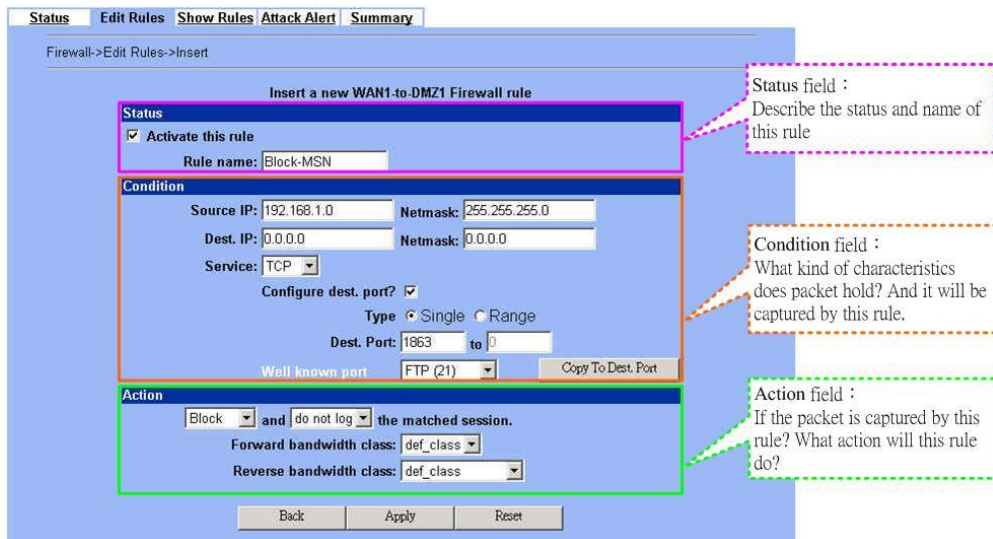 Status Edit Rules Show Rules Attack Alert Summary
Firewall->Edit Rules->Insert
Insert a new WAN1-to-DMZ1 Firewall rule
Status
Activate this rule
Rule name: Block-MSN
Condition
Source IP: 192.168.1.0 Netmask: 255.255.255.0
Dest. IP: 0.0.0.0 Netmask: 0.0.0.0
Service: TCP
Configure dest. port?
Type Single Range
Dest. Port: 1863 to 0
Well known port FTP (21) Copy To Dest. Port
Action
Block and do not log the matched session.
Forward bandwidth class: def_class
Reverse bandwidth class: def_class
Back Apply Reset
Status field：
Describe the status and name of
this rule
Condition field：
What kind of characteristics
does packet hold? And it will be
captured by this rule.
Action field：
If the packet is captured by this
rule? What action will this rule
do?